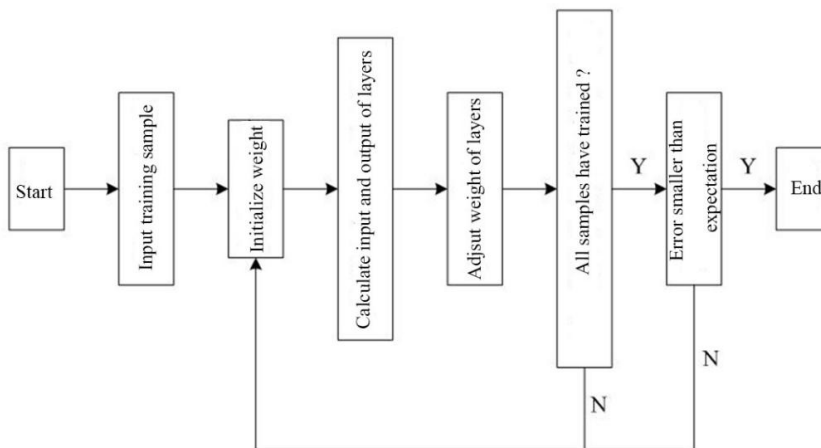 Start
Input training sample
Initialize weight
Calculate input and output of layers
Adjsut weight of layers
All samples have trained ?
Y
Error smaller than
expectation
Y
End
N
N